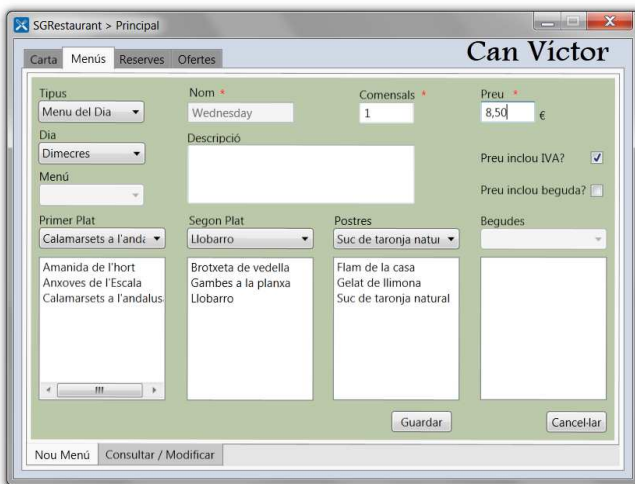 SGRestaurant > Principal
Can Víctor
Carta Menús Reserves Ofertes
Tipus Nom * Comensals * Preu *
Menu del Dia Wednesday 1 8,50 €
Dia Descripció
Dimecres Preu inclou IVA?
Menú Preu inclou beguda?
Primer Plat Segon Plat Postres Begudes
Calamarsets a l'anda Llobarro Suc de taronja natur
Amanida de l'hort Brotxeta de vedella Flam de la casa
Anxoves de l'Escala Gambes a la planxa Gelat de llimona
Calamarsets a l'andalus Llobarro Suc de taronja natural
Guardar Cancel·lar
Nou Menú Consultar / Modificar